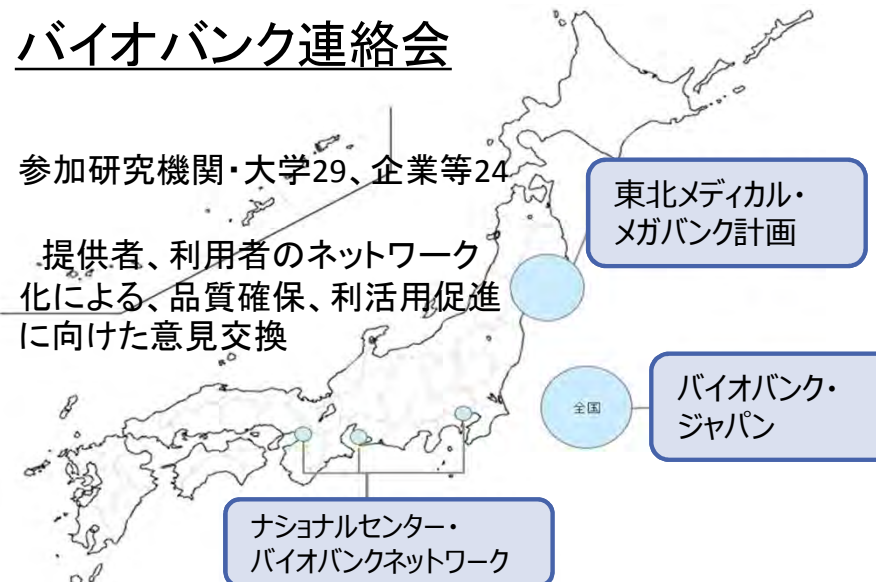 バイオバンク連絡会
参加研究機関・大学29、企業等24
提供者、利用者のネットワーク
化による、品質確保、利活用促進
に向けた意見交換
東北メディカル・
メガバンク計画
全国
バイオバンク・
ジャパン
ナショナルセンター・
バイオバンクネットワーク